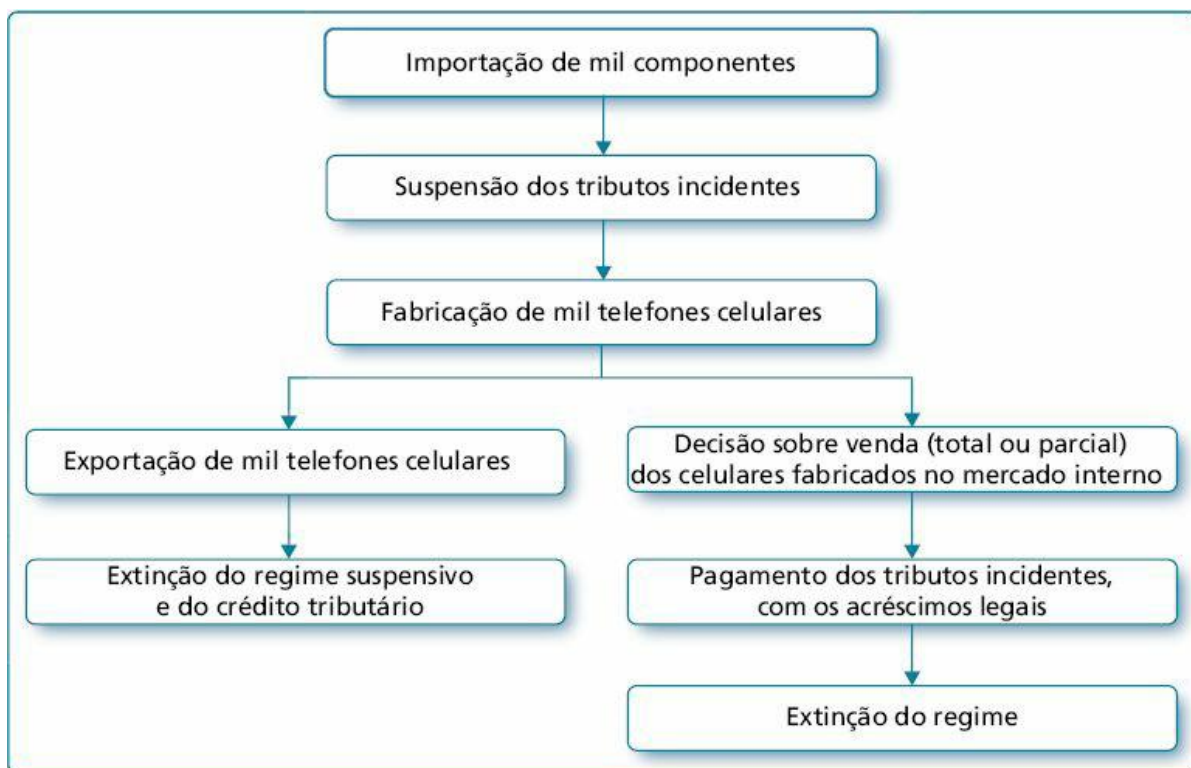 Importação de mil componentes
Suspensão dos tributos incidentes
Fabricação de mil telefones celulares
Exportação de mil telefones celulares
Extinção do regime suspensivo
e do crédito tributário
Decisão sobre venda (total ou parcial)
dos celulares fabricados no mercado interno
Pagamento dos tributos incidentes,
com os acréscimos legais
Extinção do regime